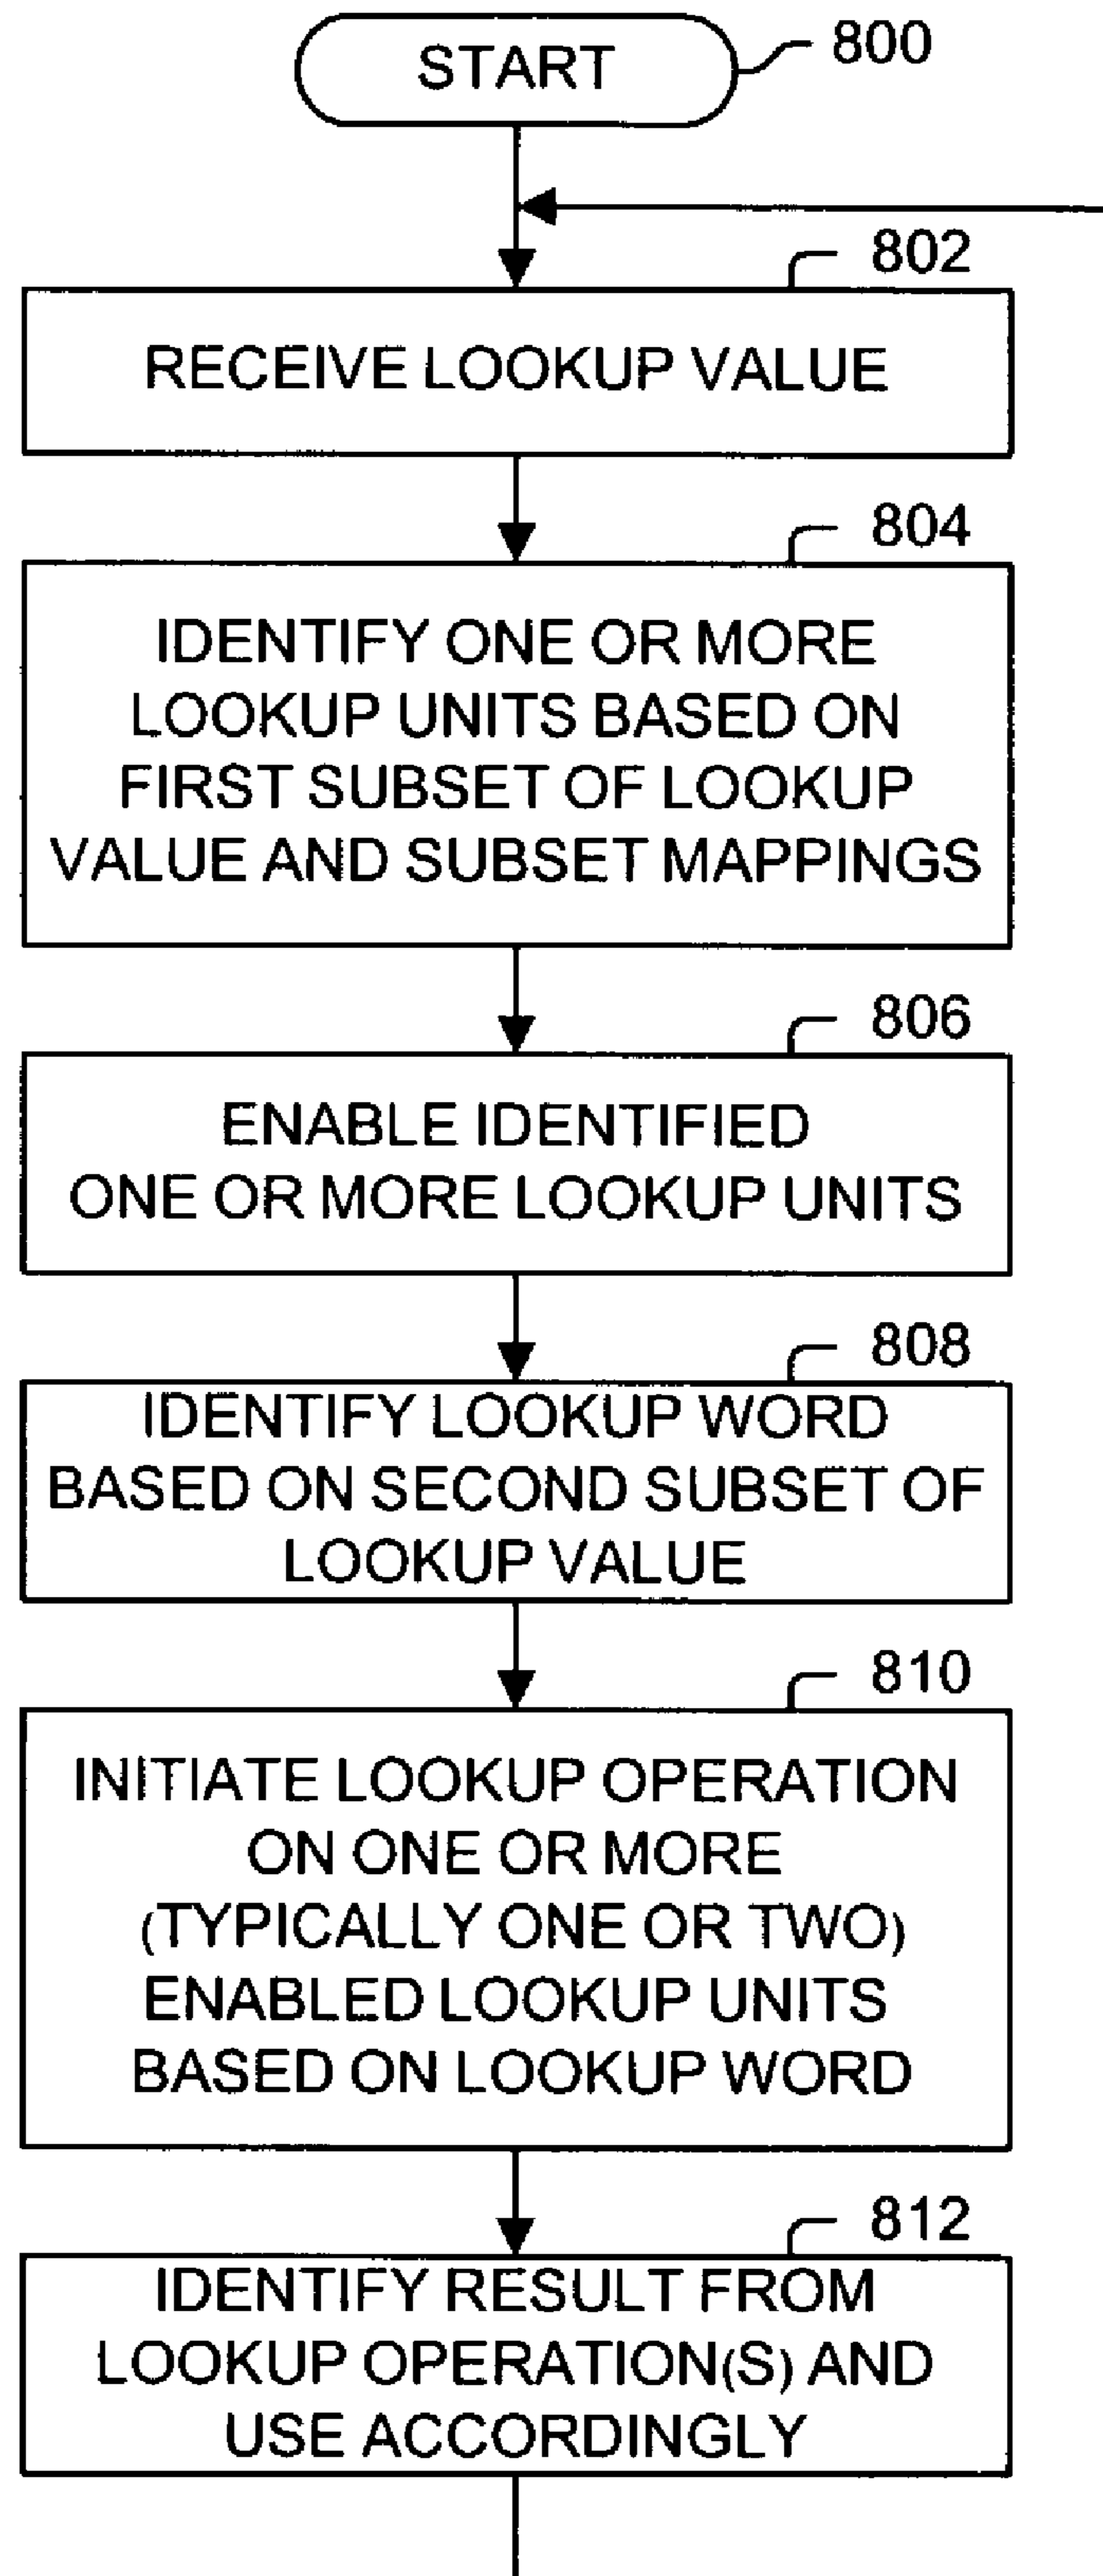 START
800
802
RECEIVE LOOKUP VALUE
804
IDENTIFY ONE OR MORE
LOOKUP UNITS BASED ON
FIRST SUBSET OF LOOKUP
VALUE AND SUBSET MAPPINGS
806
ENABLE IDENTIFIED
ONE OR MORE LOOKUP UNITS
808
IDENTIFY LOOKUP WORD
BASED ON SECOND SUBSET OF
LOOKUP VALUE
810
INITIATE LOOKUP OPERATION
ON ONE OR MORE
(TYPICALLY ONE OR TWO)
ENABLED LOOKUP UNITS
BASED ON LOOKUP WORD
812
IDENTIFY RESULT FROM
LOOKUP OPERATION(S) AND
USE ACCORDINGLY